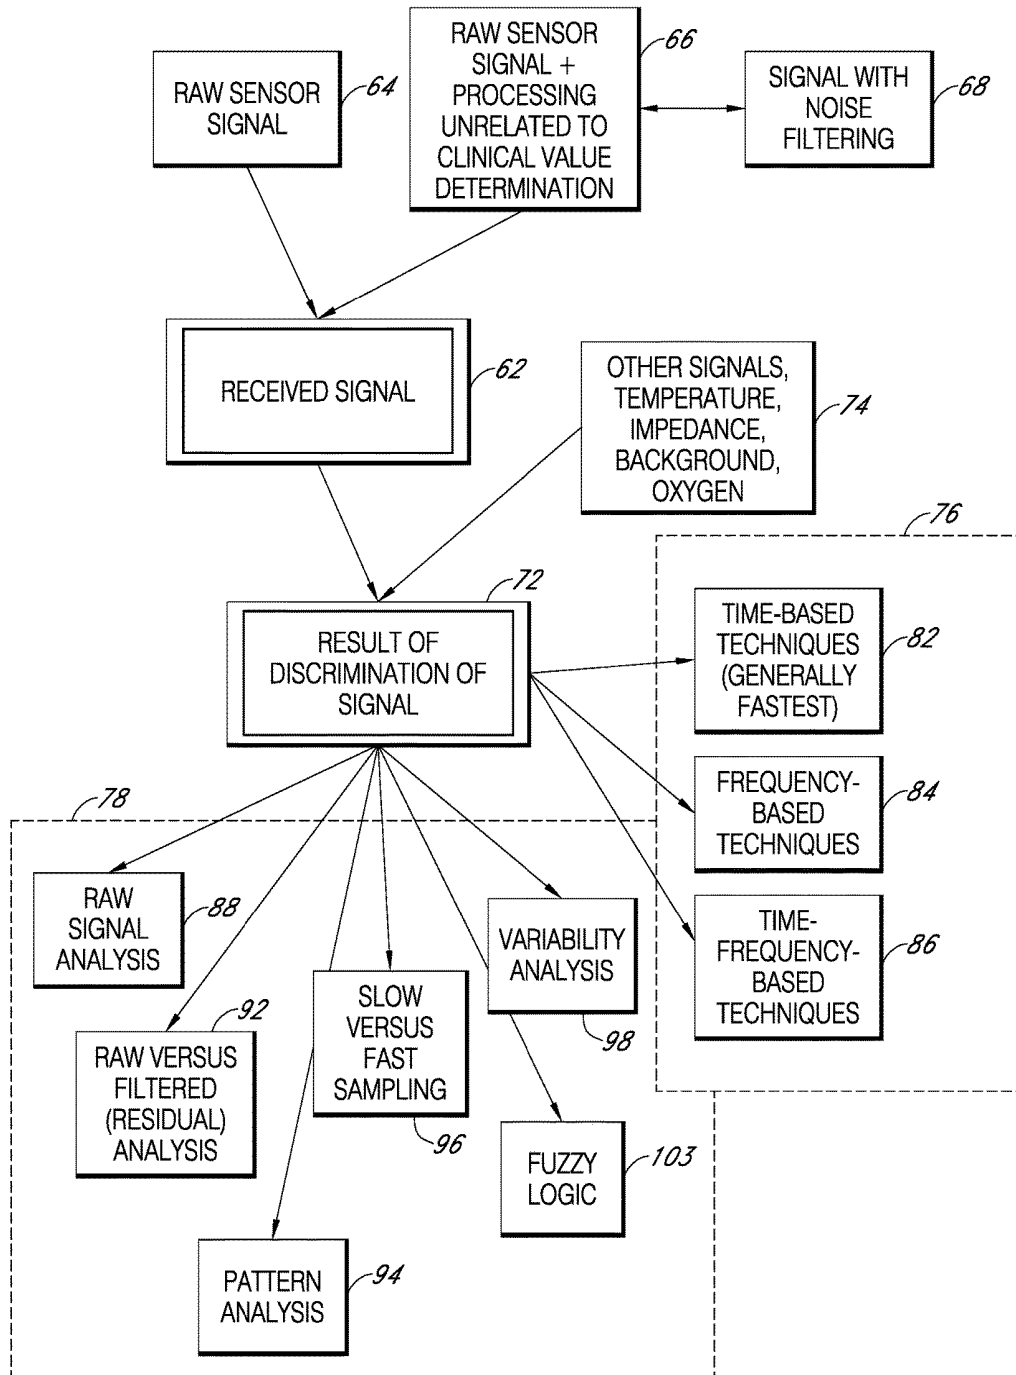 RAW SENSOR
SIGNAL
64
RAW SENSOR
SIGNAL +
PROCESSING
UNRELATED TO
CLINICAL VALUE
DETERMINATION
66
SIGNAL WITH
NOISE
FILTERING
68
RECEIVED SIGNAL
62
OTHER SIGNALS,
TEMPERATURE,
IMPEDANCE,
BACKGROUND,
OXYGEN
74
76
72
RESULT OF
DISCRIMINATION OF
SIGNAL
TIME-BASED
TECHNIQUES
(GENERALLY
FASTEST)
82
FREQUENCY-
BASED
TECHNIQUES
84
TIME-
FREQUENCY-
BASED
TECHNIQUES
86
78
RAW
SIGNAL
ANALYSIS
88
92
RAW VERSUS
FILTERED
(RESIDUAL)
ANALYSIS
SLOW
VERSUS
FAST
SAMPLING
96
VARIABILITY
ANALYSIS
98
FUZZY
LOGIC
103
PATTERN
ANALYSIS
94